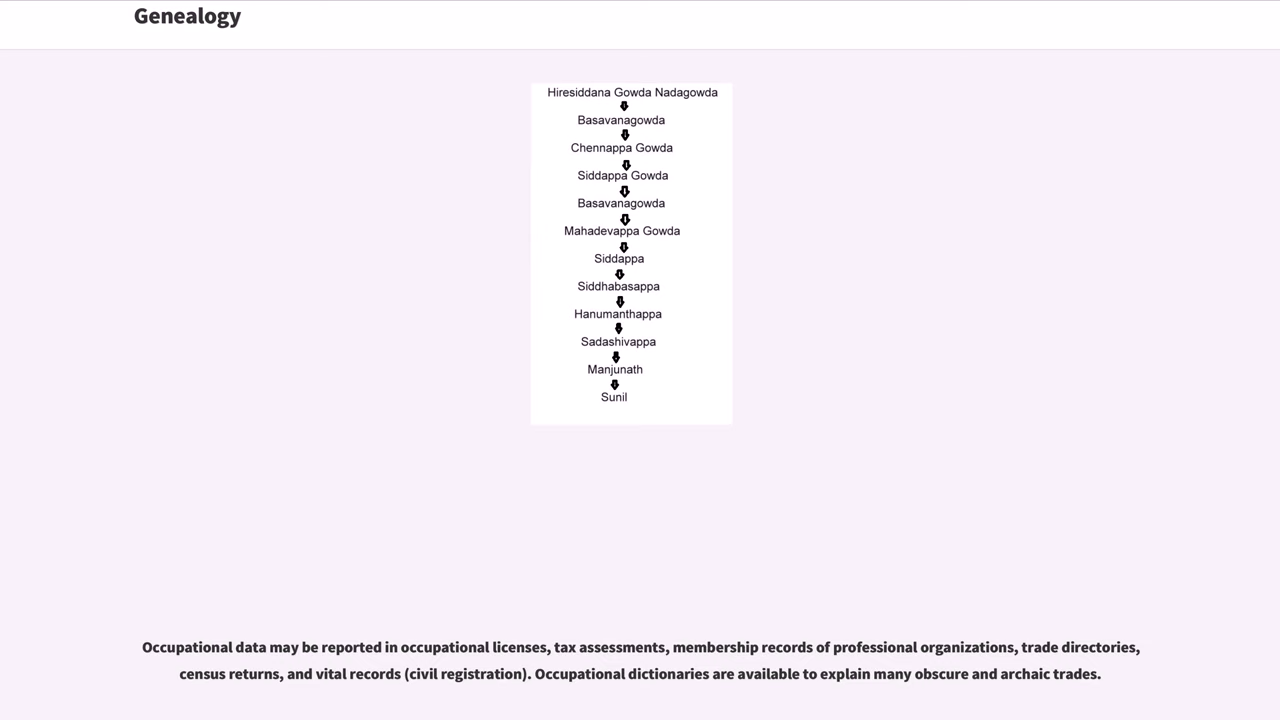 Genealogy
Hiresiddana Gowda Nadagowda
Basavanagowda
Chennappa Gowda
Siddappa Gowda
Basavanagowda
Mahadevappa Gowda
Siddappa
Siddhabasappa
Hanumanthappa
Sadashivappa
Manjunath
Sunil
Occupational data may be reported in occupational licenses, tax assessments, membership records of professional organizations, trade directories,
census returns, and vital records (civil registration). Occupational dictionaries are available to explain many obscure and archaic trades.